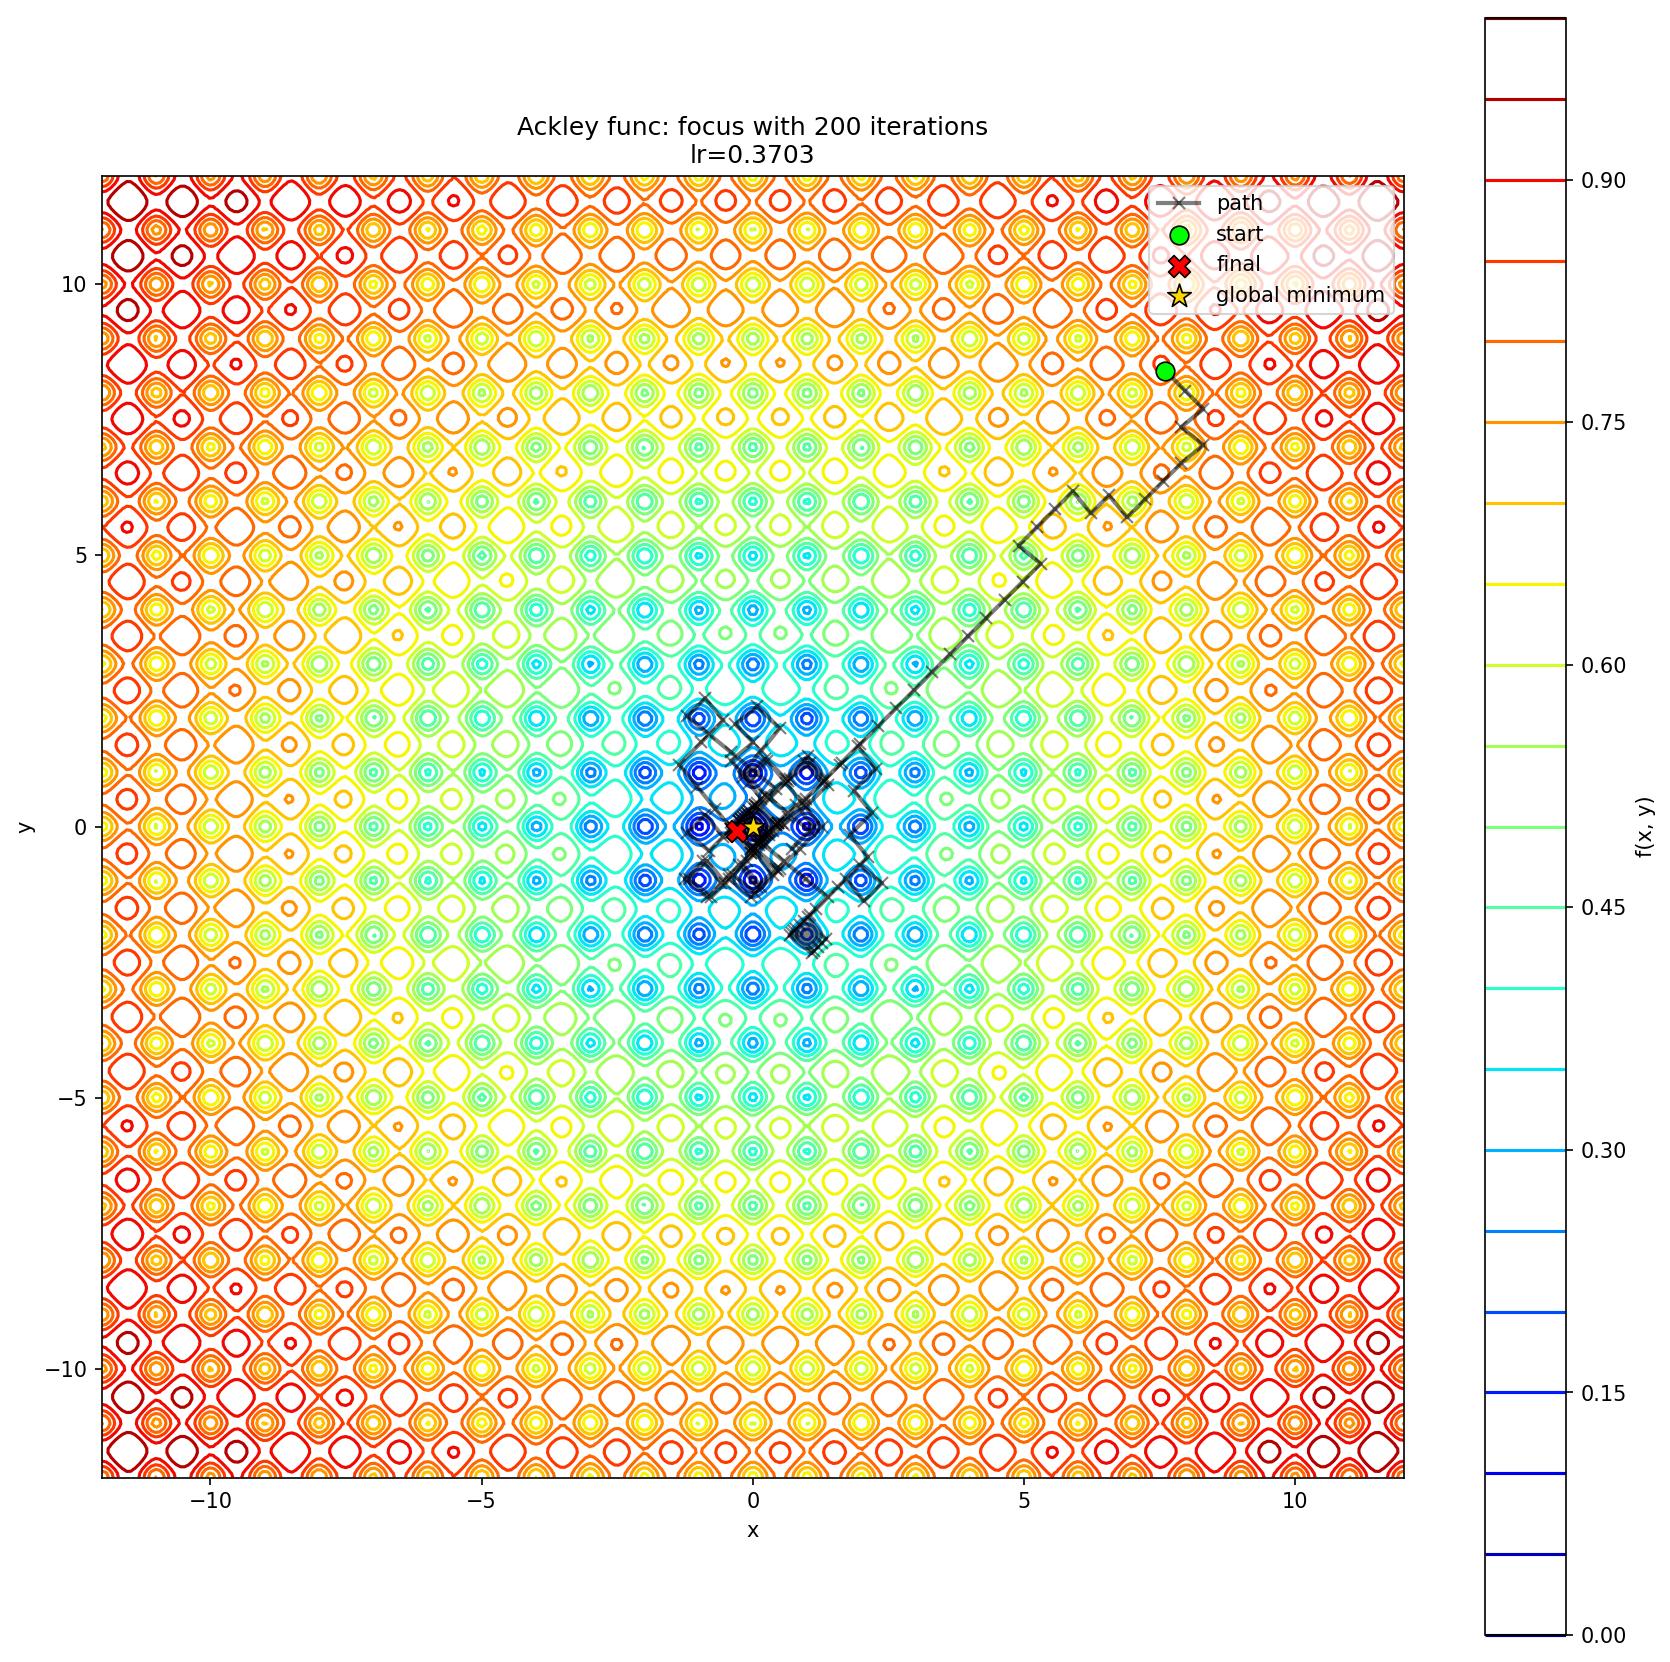 Ackley func: focus with 200 iterations
lr=0.3703
path
start
final
global minimum
10
5
0
−5
−10
y
−10
−5
0
5
10
x
0.90
0.75
0.60
0.45
0.30
0.15
0.00
f(x, y)